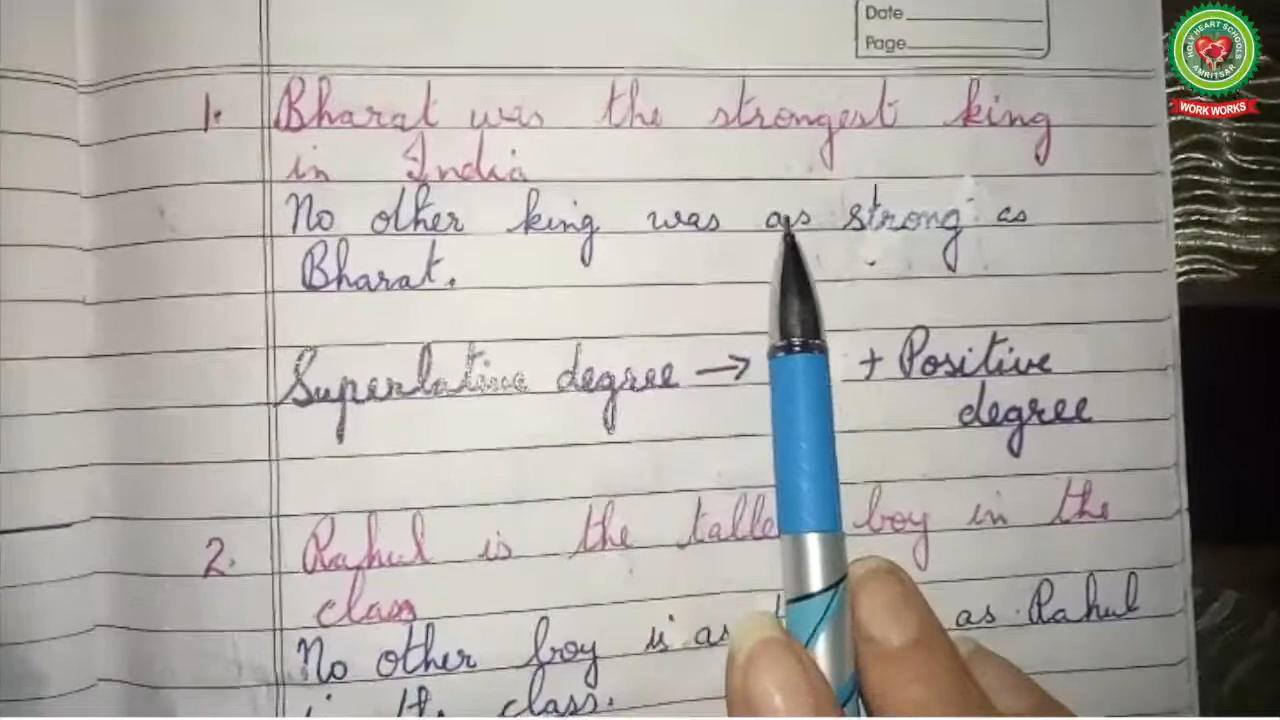 Date
Page
HOLY HEART SCHOOLS
AMRITSAR
WORK WORKS
1. Bharat was the strongest king
in India
No other king was as strong as
Bharat.
Superlative degree → + Positive
degree
2. Rahul is the talle boy in the
class
No other boy is as as Rahul
class.